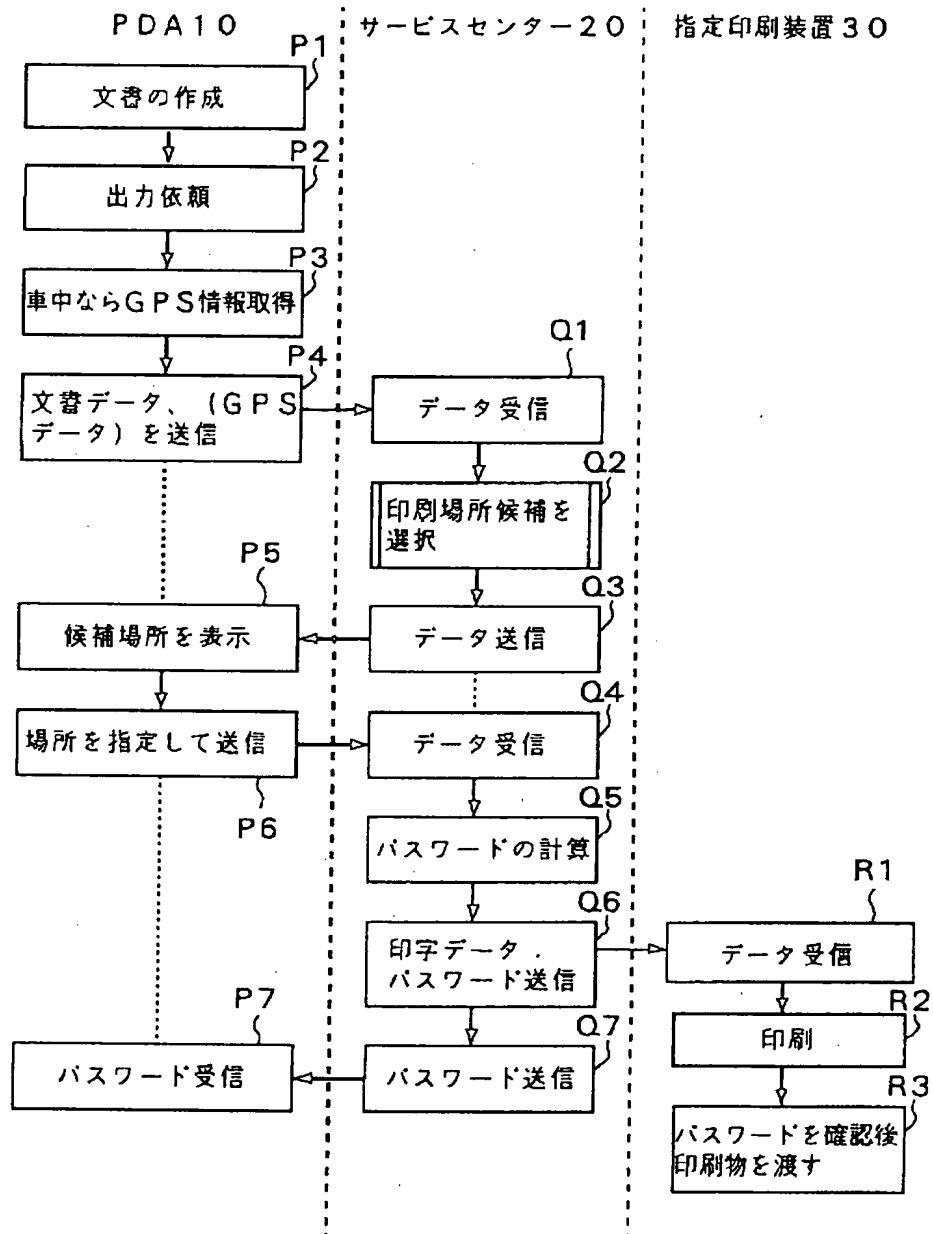 PDA10
サービスセンター20
指定印刷装置30
P1
文書の作成
P2
出力依頼
P3
車中ならGPS情報取得
P4
文書データ、(GPS
データ)を送信
Q1
データ受信
Q2
印刷場所候補を
選択
P5
候補場所を表示
Q3
データ送信
Q4
場所を指定して送信
データ受信
P6
Q5
パスワードの計算
Q6
印字データ・
パスワード送信
R1
データ受信
R2
印刷
P7
パスワード受信
Q7
パスワード送信
R3
パスワードを確認後
印刷物を渡す